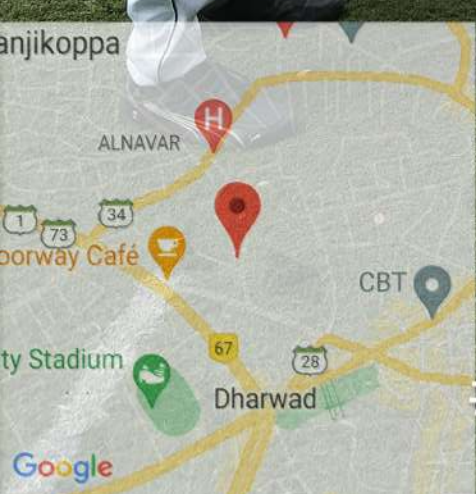 anjikoppa
H
ALNAVAR
1
73
34
oorway Café
CBT
67
28
ty Stadium
Dharwad
Google